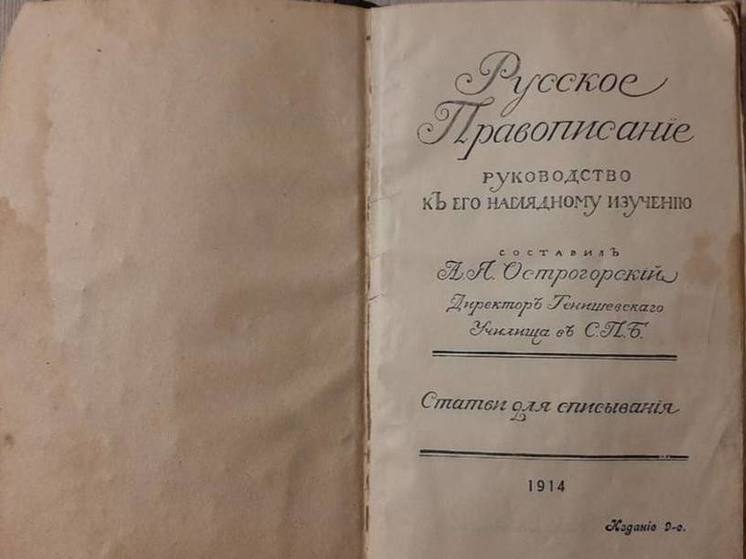 Русское
Правописаніе
РУКОВОДСТВО
КЪ ЕГО НАГЛЯДНОМУ ИЗУЧЕНІЮ
СОСТАВИЛЪ
А.Я. Острогорскій
Директоръ Тенишевскаго
Училища въ С.П.Б.
Статьи для списыванія
1914
Изданіе 9-е.